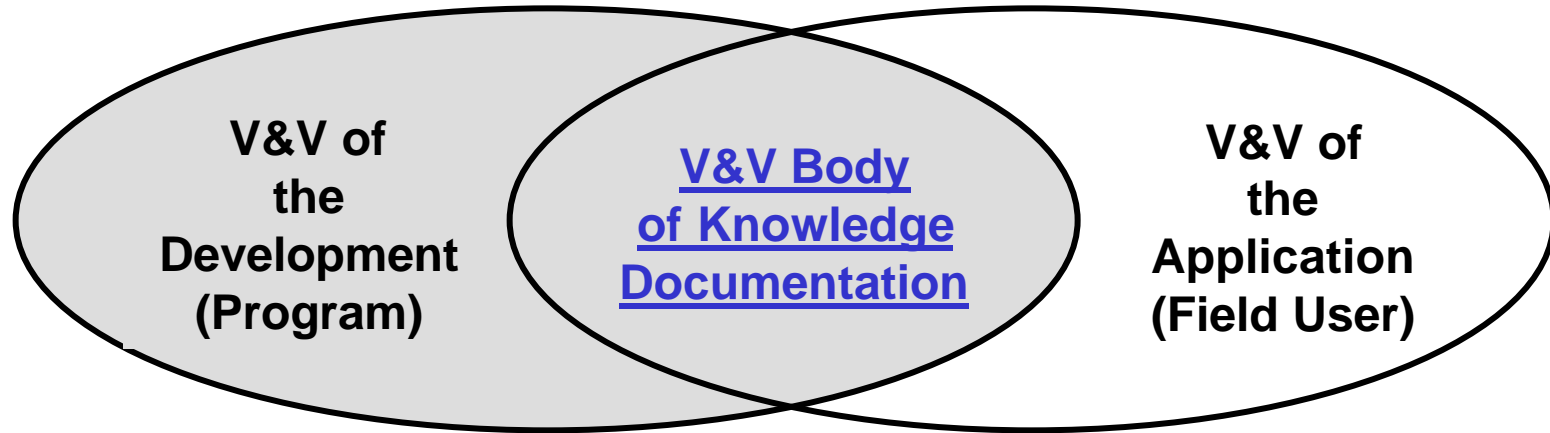 V&V of
the
Development
(Program)
V&V Body
of Knowledge
Documentation
V&V of
the
Application
(Field User)